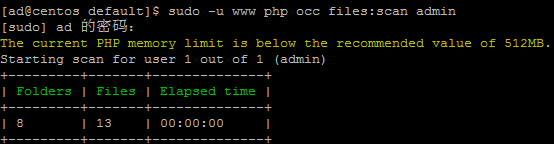 [ad@centos default]$ sudo -u www php occ files:scan admin
[sudo] ad 的密码：
The current PHP memory limit is below the recommended value of 512MB.
Starting scan for user 1 out of 1 (admin)
+---------+-------+--------------+
| Folders | Files | Elapsed time |
+---------+-------+--------------+
| 8       | 13    | 00:00:00     |
+---------+-------+--------------+